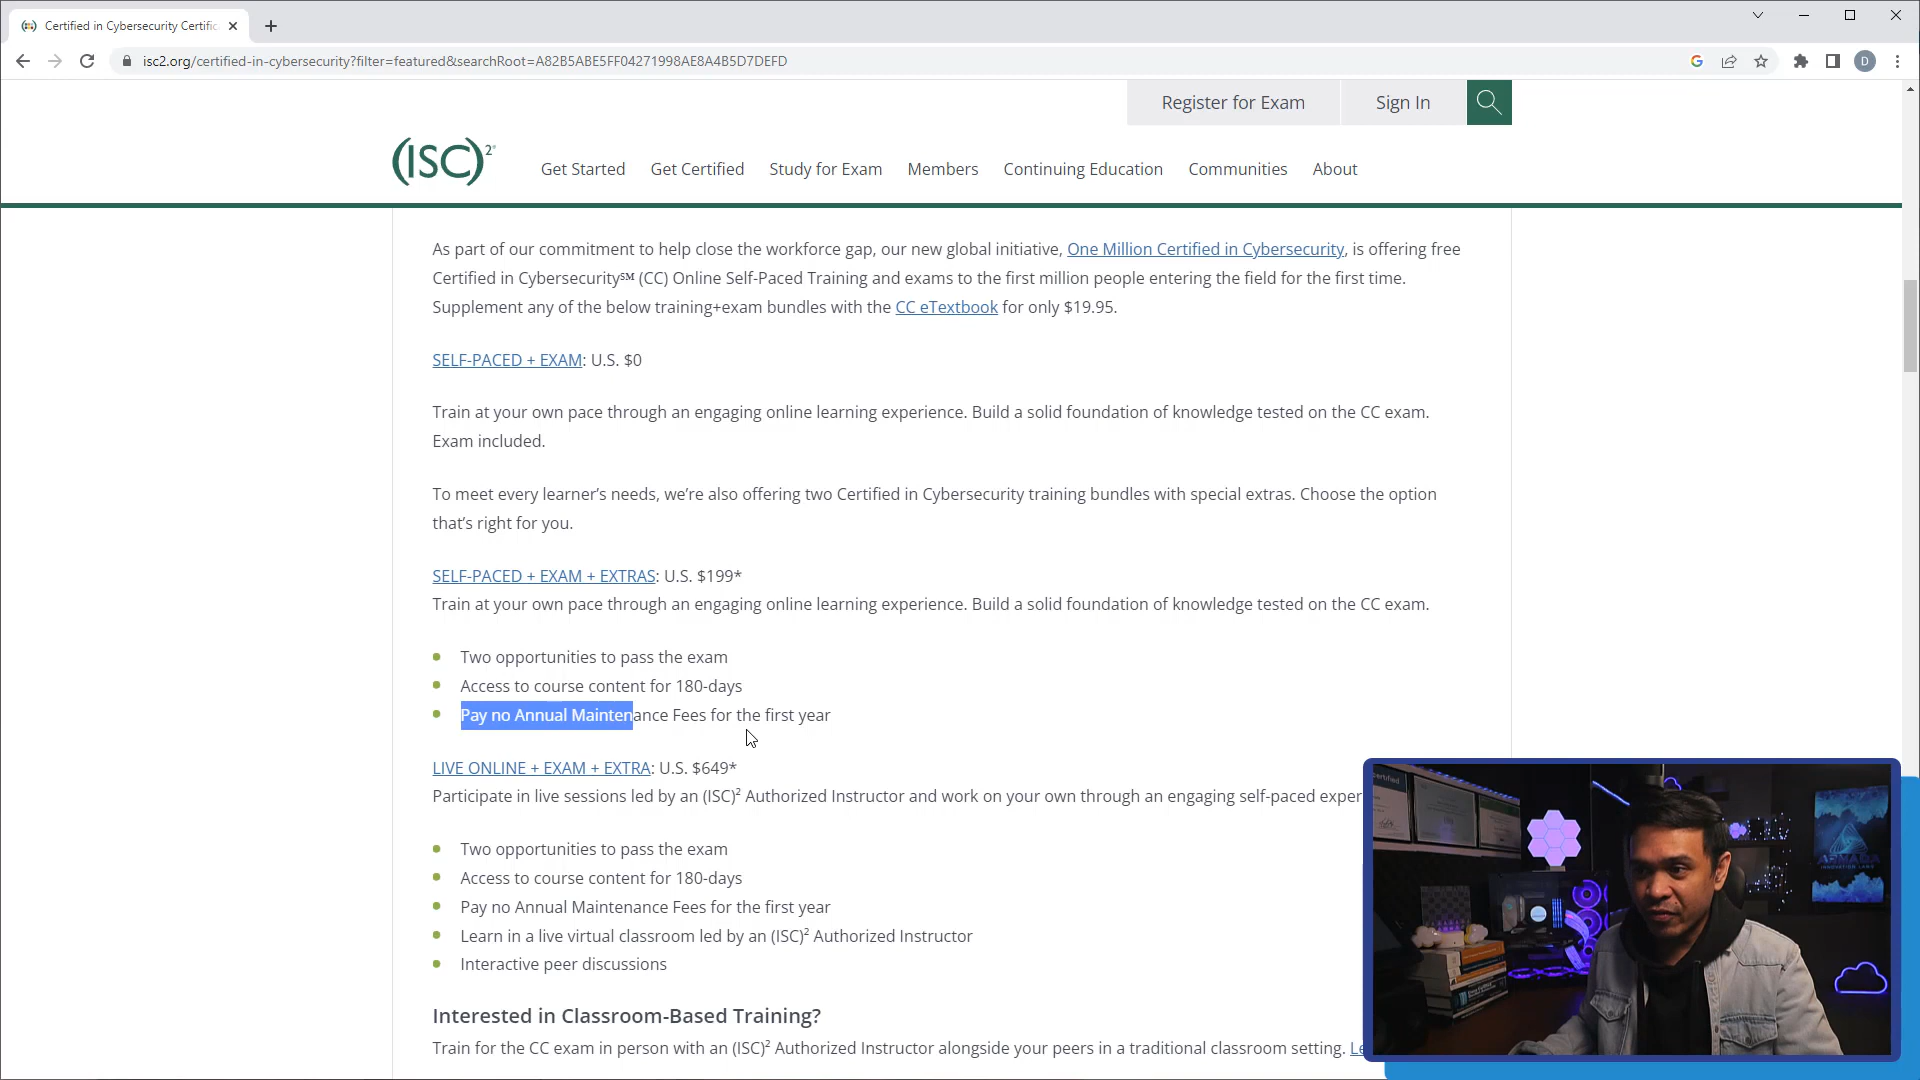 Certified in Cybersecurity Certific
isc2.org/certified-in-cybersecurity?filter=featured&searchRoot=A82B5ABE5FF04271998AE8A4B5D7DEFD
D
Register for Exam
Sign In
(ISC)²®
Get Started
Get Certified
Study for Exam
Members
Continuing Education
Communities
About
As part of our commitment to help close the workforce gap, our new global initiative, One Million Certified in Cybersecurity, is offering free
Certified in Cybersecurity℠ (CC) Online Self-Paced Training and exams to the first million people entering the field for the first time.
Supplement any of the below training+exam bundles with the CC eTextbook for only $19.95.
SELF-PACED + EXAM: U.S. $0
Train at your own pace through an engaging online learning experience. Build a solid foundation of knowledge tested on the CC exam.
Exam included.
To meet every learner’s needs, we’re also offering two Certified in Cybersecurity training bundles with special extras. Choose the option
that’s right for you.
SELF-PACED + EXAM + EXTRAS: U.S. $199*
Train at your own pace through an engaging online learning experience. Build a solid foundation of knowledge tested on the CC exam.
Two opportunities to pass the exam
Access to course content for 180-days
Pay no Annual Maintenance Fees for the first year
LIVE ONLINE + EXAM + EXTRA: U.S. $649*
Participate in live sessions led by an (ISC)² Authorized Instructor and work on your own through an engaging self-paced exper
Two opportunities to pass the exam
Access to course content for 180-days
Pay no Annual Maintenance Fees for the first year
Learn in a live virtual classroom led by an (ISC)² Authorized Instructor
Interactive peer discussions
Interested in Classroom-Based Training?
Train for the CC exam in person with an (ISC)² Authorized Instructor alongside your peers in a traditional classroom setting. Le
ARMADA
INNOVATION LABS